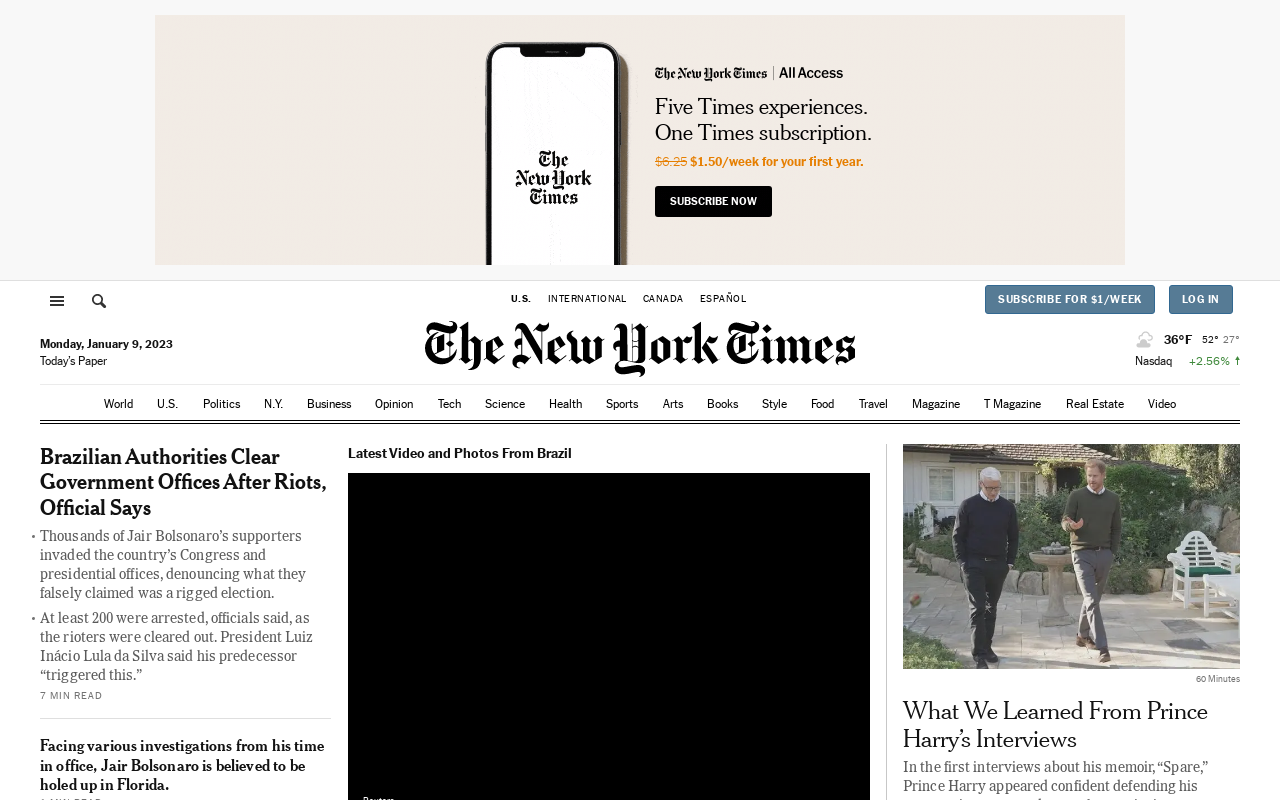 The New York Times
The New York Times | All Access
Five Times experiences.
One Times subscription.
$6.25 $1.50/week for your first year.
SUBSCRIBE NOW
U.S. INTERNATIONAL CANADA ESPAÑOL
SUBSCRIBE FOR $1/WEEK LOG IN
Monday, January 9, 2023
Today's Paper
The New York Times
36°F 52° 27°
Nasdaq +2.56% ↑
World U.S. Politics N.Y. Business Opinion Tech Science Health Sports Arts Books Style Food Travel Magazine T Magazine Real Estate Video
Brazilian Authorities Clear
Government Offices After Riots,
Official Says
• Thousands of Jair Bolsonaro’s supporters
invaded the country’s Congress and
presidential offices, denouncing what they
falsely claimed was a rigged election.
• At least 200 were arrested, officials said, as
the rioters were cleared out. President Luiz
Inácio Lula da Silva said his predecessor
“triggered this.”
7 MIN READ
Facing various investigations from his time
in office, Jair Bolsonaro is believed to be
holed up in Florida.
Latest Video and Photos From Brazil
Reuters
60 Minutes
What We Learned From Prince
Harry’s Interviews
In the first interviews about his memoir, “Spare,”
Prince Harry appeared confident defending his